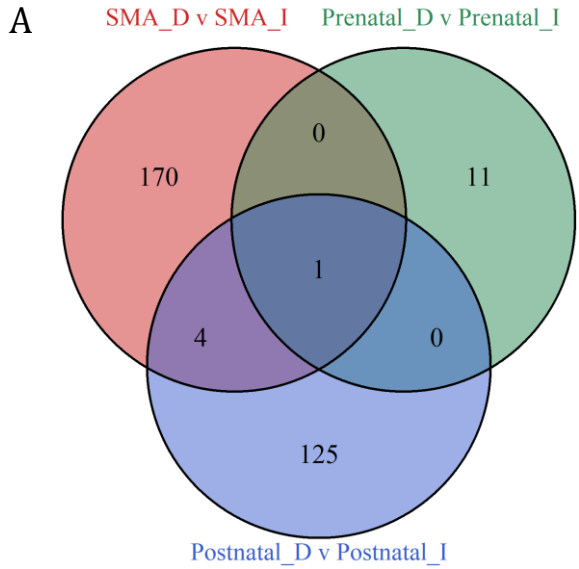 A
SMA_D v SMA_I
Prenatal_D v Prenatal_I
0
170
11
1
4
0
125
Postnatal_D v Postnatal_I